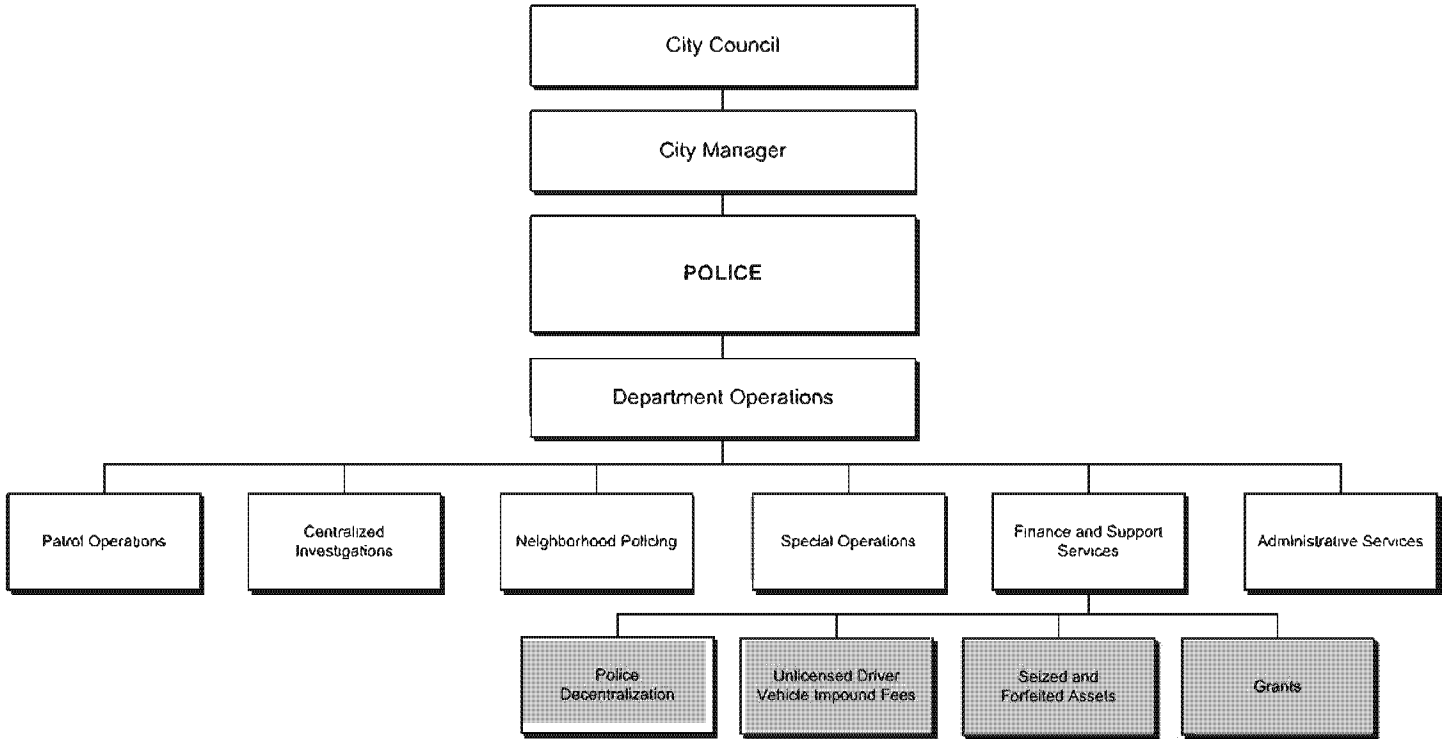 City Council
City Manager
POLICE
Department Operations
Patrol Operations
Centralized
Investigations
Neighborhood Policing
Special Operations
Finance and Support
Services
Administrative Services
Police
Decentralization
Unlicensed Driver
Vehicle Impound Fees
Seized and
Forfeited Assets
Grants